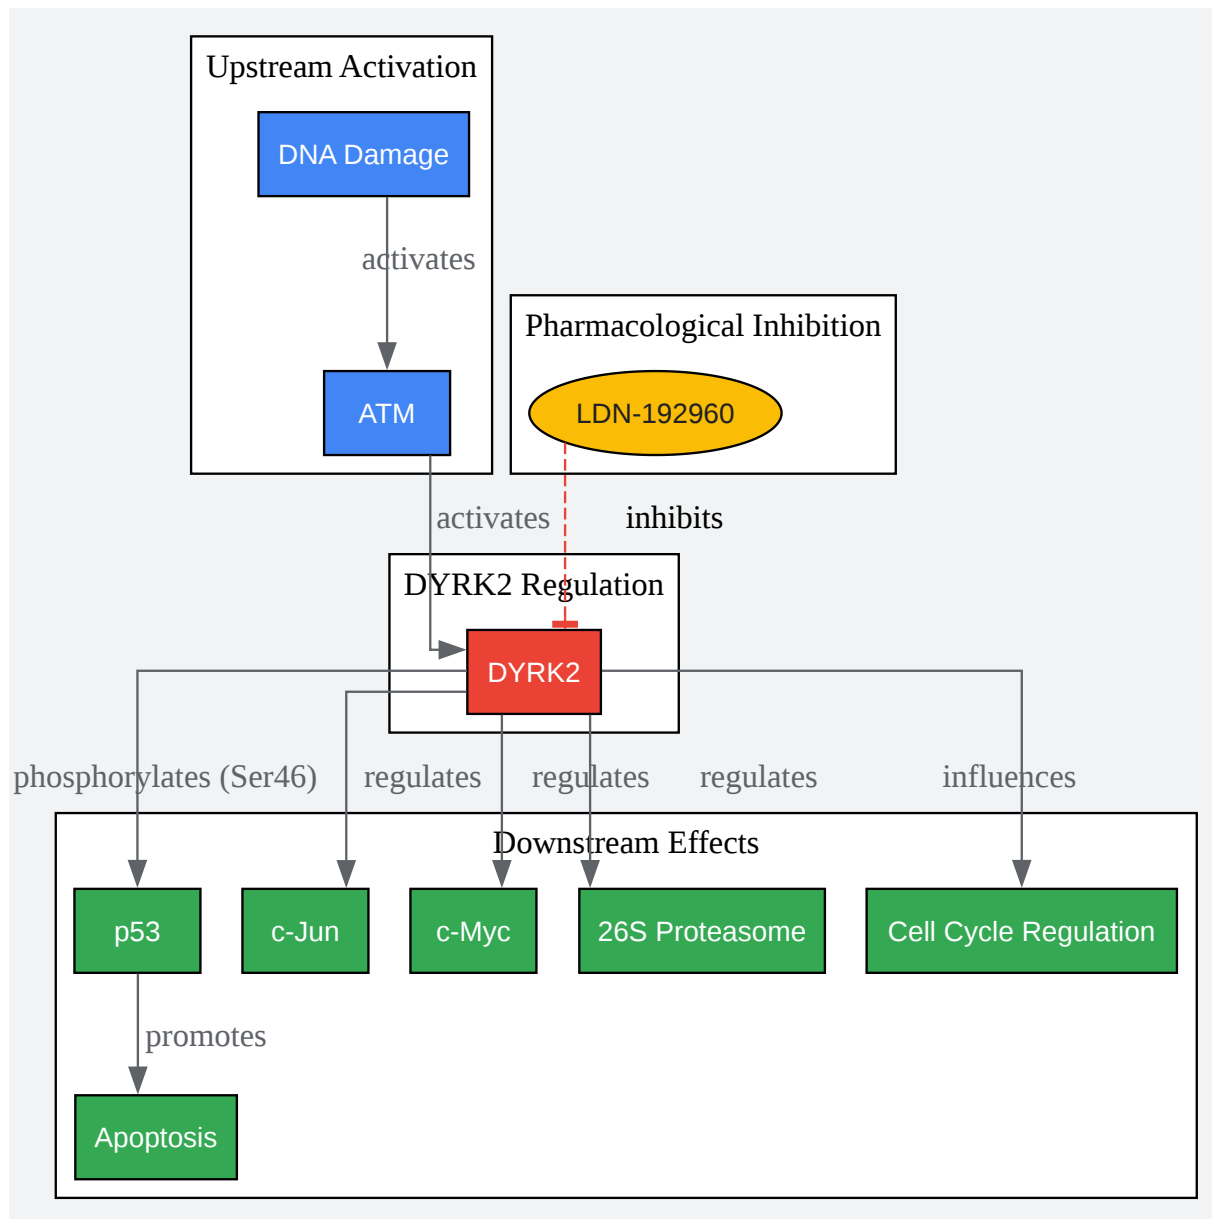 Upstream Activation
DNA Damage
activates
Pharmacological Inhibition
ATM
LDN-192960
activates
inhibits
DYRK2 Regulation
DYRK2
phosphorylates (Ser46)
regulates
regulates
regulates
influences
Downstream Effects
p53
c-Jun
c-Myc
26S Proteasome
Cell Cycle Regulation
promotes
Apoptosis